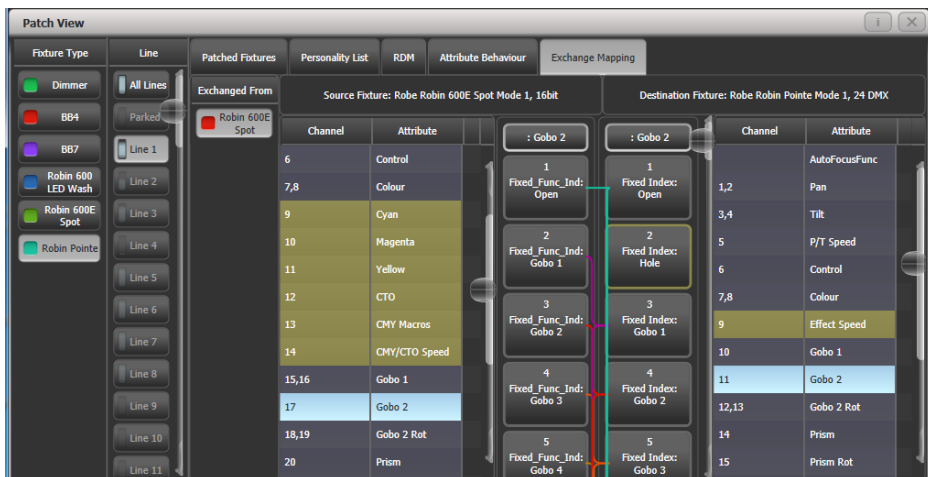 Patch View
i
X
Fixture Type
Line
Patched Fixtures
Personality List
RDM
Attribute Behaviour
Exchange Mapping
Dimmer
BB4
BB7
Robin 600
LED Wash
Robin 600E
Spot
Robin Pointe
All Lines
Parked
Line 1
Line 2
Line 3
Line 4
Line 5
Line 6
Line 7
Line 8
Line 9
Line 10
Line 11
Exchanged From
Robin 600E
Spot
Source Fixture: Robe Robin 600E Spot Mode 1, 16bit
Destination Fixture: Robe Robin Pointe Mode 1, 24 DMX
Channel Attribute
6 Control
7,8 Colour
9 Cyan
10 Magenta
11 Yellow
12 CTO
13 CMY Macros
14 CMY/CTO Speed
15,16 Gobo 1
17 Gobo 2
18,19 Gobo 2 Rot
20 Prism
: Gobo 2
1
Fixed_Func_Ind:
Open
2
Fixed_Func_Ind:
Gobo 1
3
Fixed_Func_Ind:
Gobo 2
4
Fixed_Func_Ind:
Gobo 3
5
Fixed_Func_Ind:
Gobo 4
: Gobo 2
1
Fixed Index:
Open
2
Fixed Index:
Hole
3
Fixed Index:
Gobo 1
4
Fixed Index:
Gobo 2
5
Fixed Index:
Gobo 3
Channel Attribute
AutoFocusFunc
1,2 Pan
3,4 Tilt
5 P/T Speed
6 Control
7,8 Colour
9 Effect Speed
10 Gobo 1
11 Gobo 2
12,13 Gobo 2 Rot
14 Prism
15 Prism Rot